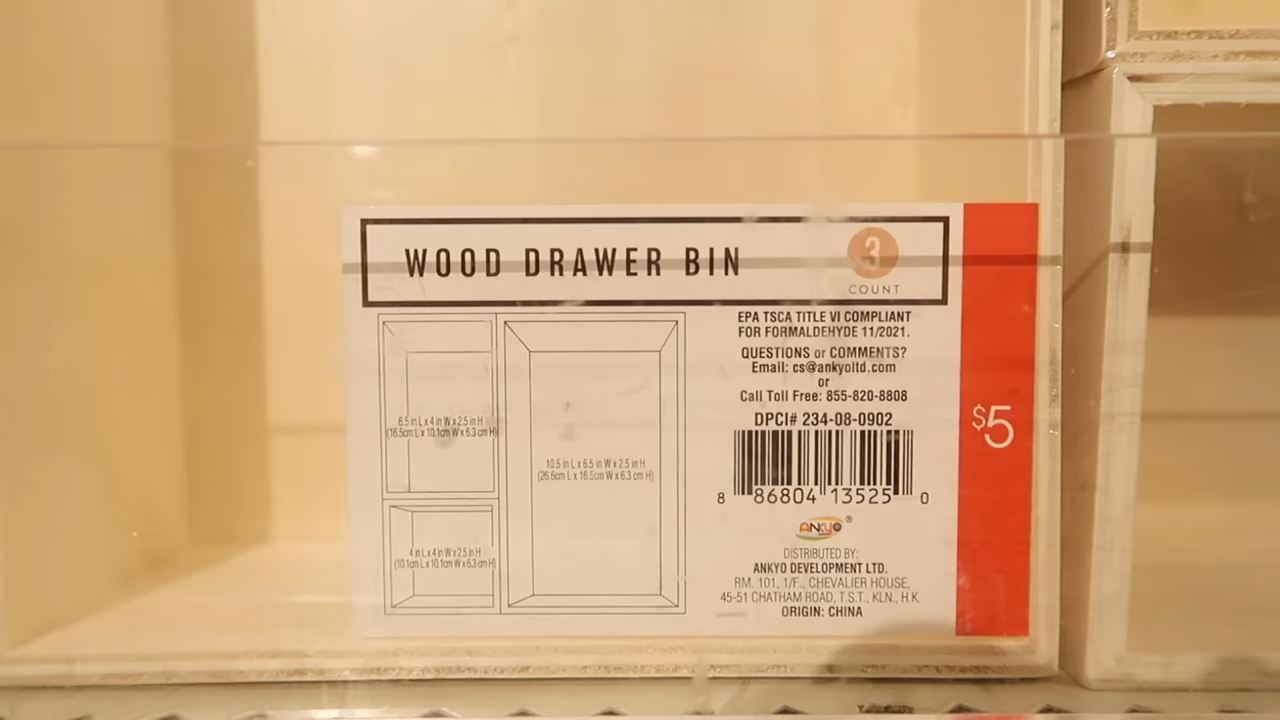 WOOD DRAWER BIN
3
COUNT
6.5 in L x 4 in W x 2.5 in H
(16.5cm L x 10.1cm W x 6.3 cm H)
4 in L x 4 in W x 2.5 in H
(10.1cm L x 10.1cm W x 6.3 cm H)
10.5 in L x 6.5 in W x 2.5 in H
(26.6cm L x 16.5cm W x 6.3 cm H)
EPA TSCA TITLE VI COMPLIANT
FOR FORMALDEHYDE 11/2021.
QUESTIONS or COMMENTS?
Email: cs@ankyoltd.com
or
Call Toll Free: 855-820-8808
DPCI# 234-08-0902
8 86804 13525 0
ANKYO®
DISTRIBUTED BY:
ANKYO DEVELOPMENT LTD.
RM. 101, 1/F., CHEVALIER HOUSE,
45-51 CHATHAM ROAD, T.S.T., KLN., H.K.
ORIGIN: CHINA
$5